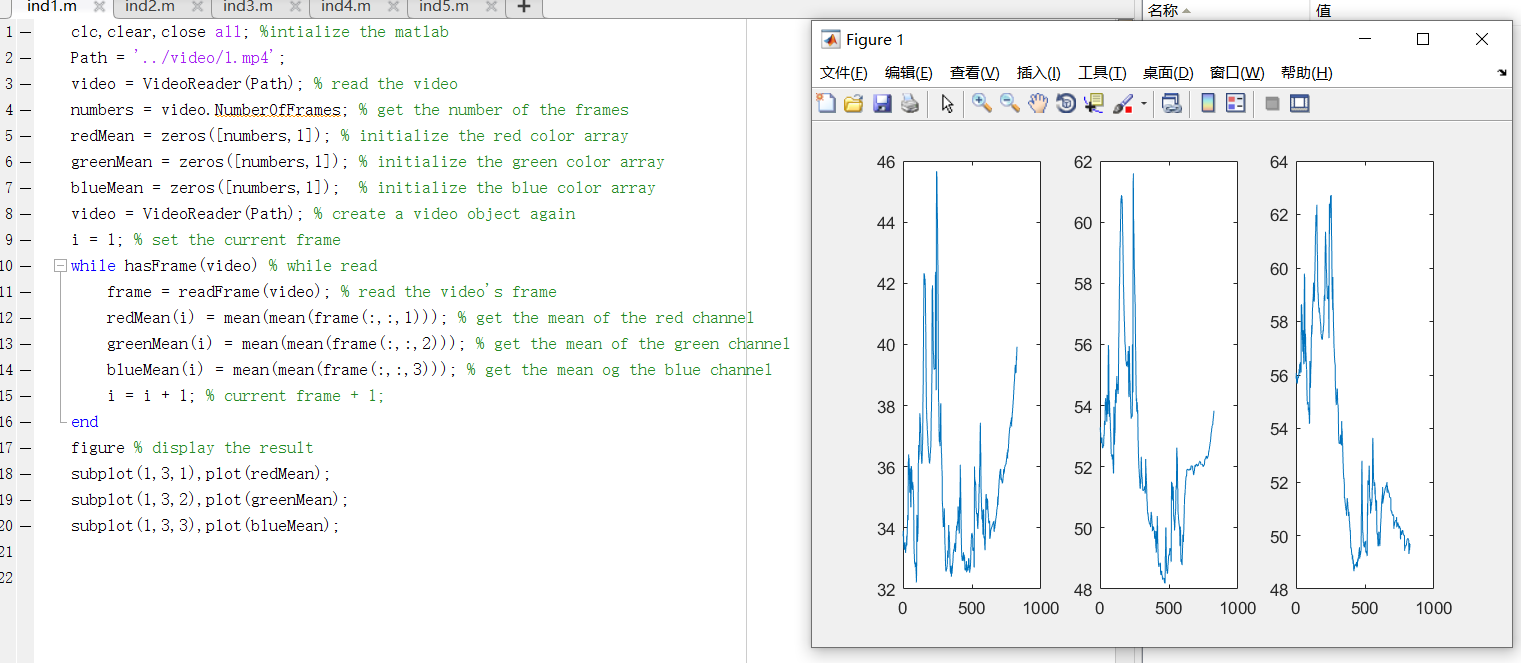 ind1.m ind2.m ind3.m ind4.m ind5.m
1 clc,clear,close all; %intialize the matlab
2 Path = '../video/1.mp4';
3 video = VideoReader(Path); % read the video
4 numbers = video.NumberOfFrames; % get the number of the frames
5 redMean = zeros([numbers,1]); % initialize the red color array
6 greenMean = zeros([numbers,1]); % initialize the green color array
7 blueMean = zeros([numbers,1]);  % initialize the blue color array
8 video = VideoReader(Path); % create a video object again
9 i = 1; % set the current frame
10 while hasFrame(video) % while read
11 frame = readFrame(video); % read the video's frame
12 redMean(i) = mean(mean(frame(:,:,1))); % get the mean of the red channel
13 greenMean(i) = mean(mean(frame(:,:,2))); % get the mean of the green channel
14 blueMean(i) = mean(mean(frame(:,:,3))); % get the mean og the blue channel
15 i = i + 1; % current frame + 1;
16 end
17 figure % display the result
18 subplot(1,3,1),plot(redMean);
19 subplot(1,3,2),plot(greenMean);
20 subplot(1,3,3),plot(blueMean);
21
22
名称 值
Figure 1
文件(F) 编辑(E) 查看(V) 插入(I) 工具(T) 桌面(D) 窗口(W) 帮助(H)
46
44
42
40
38
36
34
32
0 500 1000
62
60
58
56
54
52
50
48
0 500 1000
64
62
60
58
56
54
52
50
48
0 500 1000